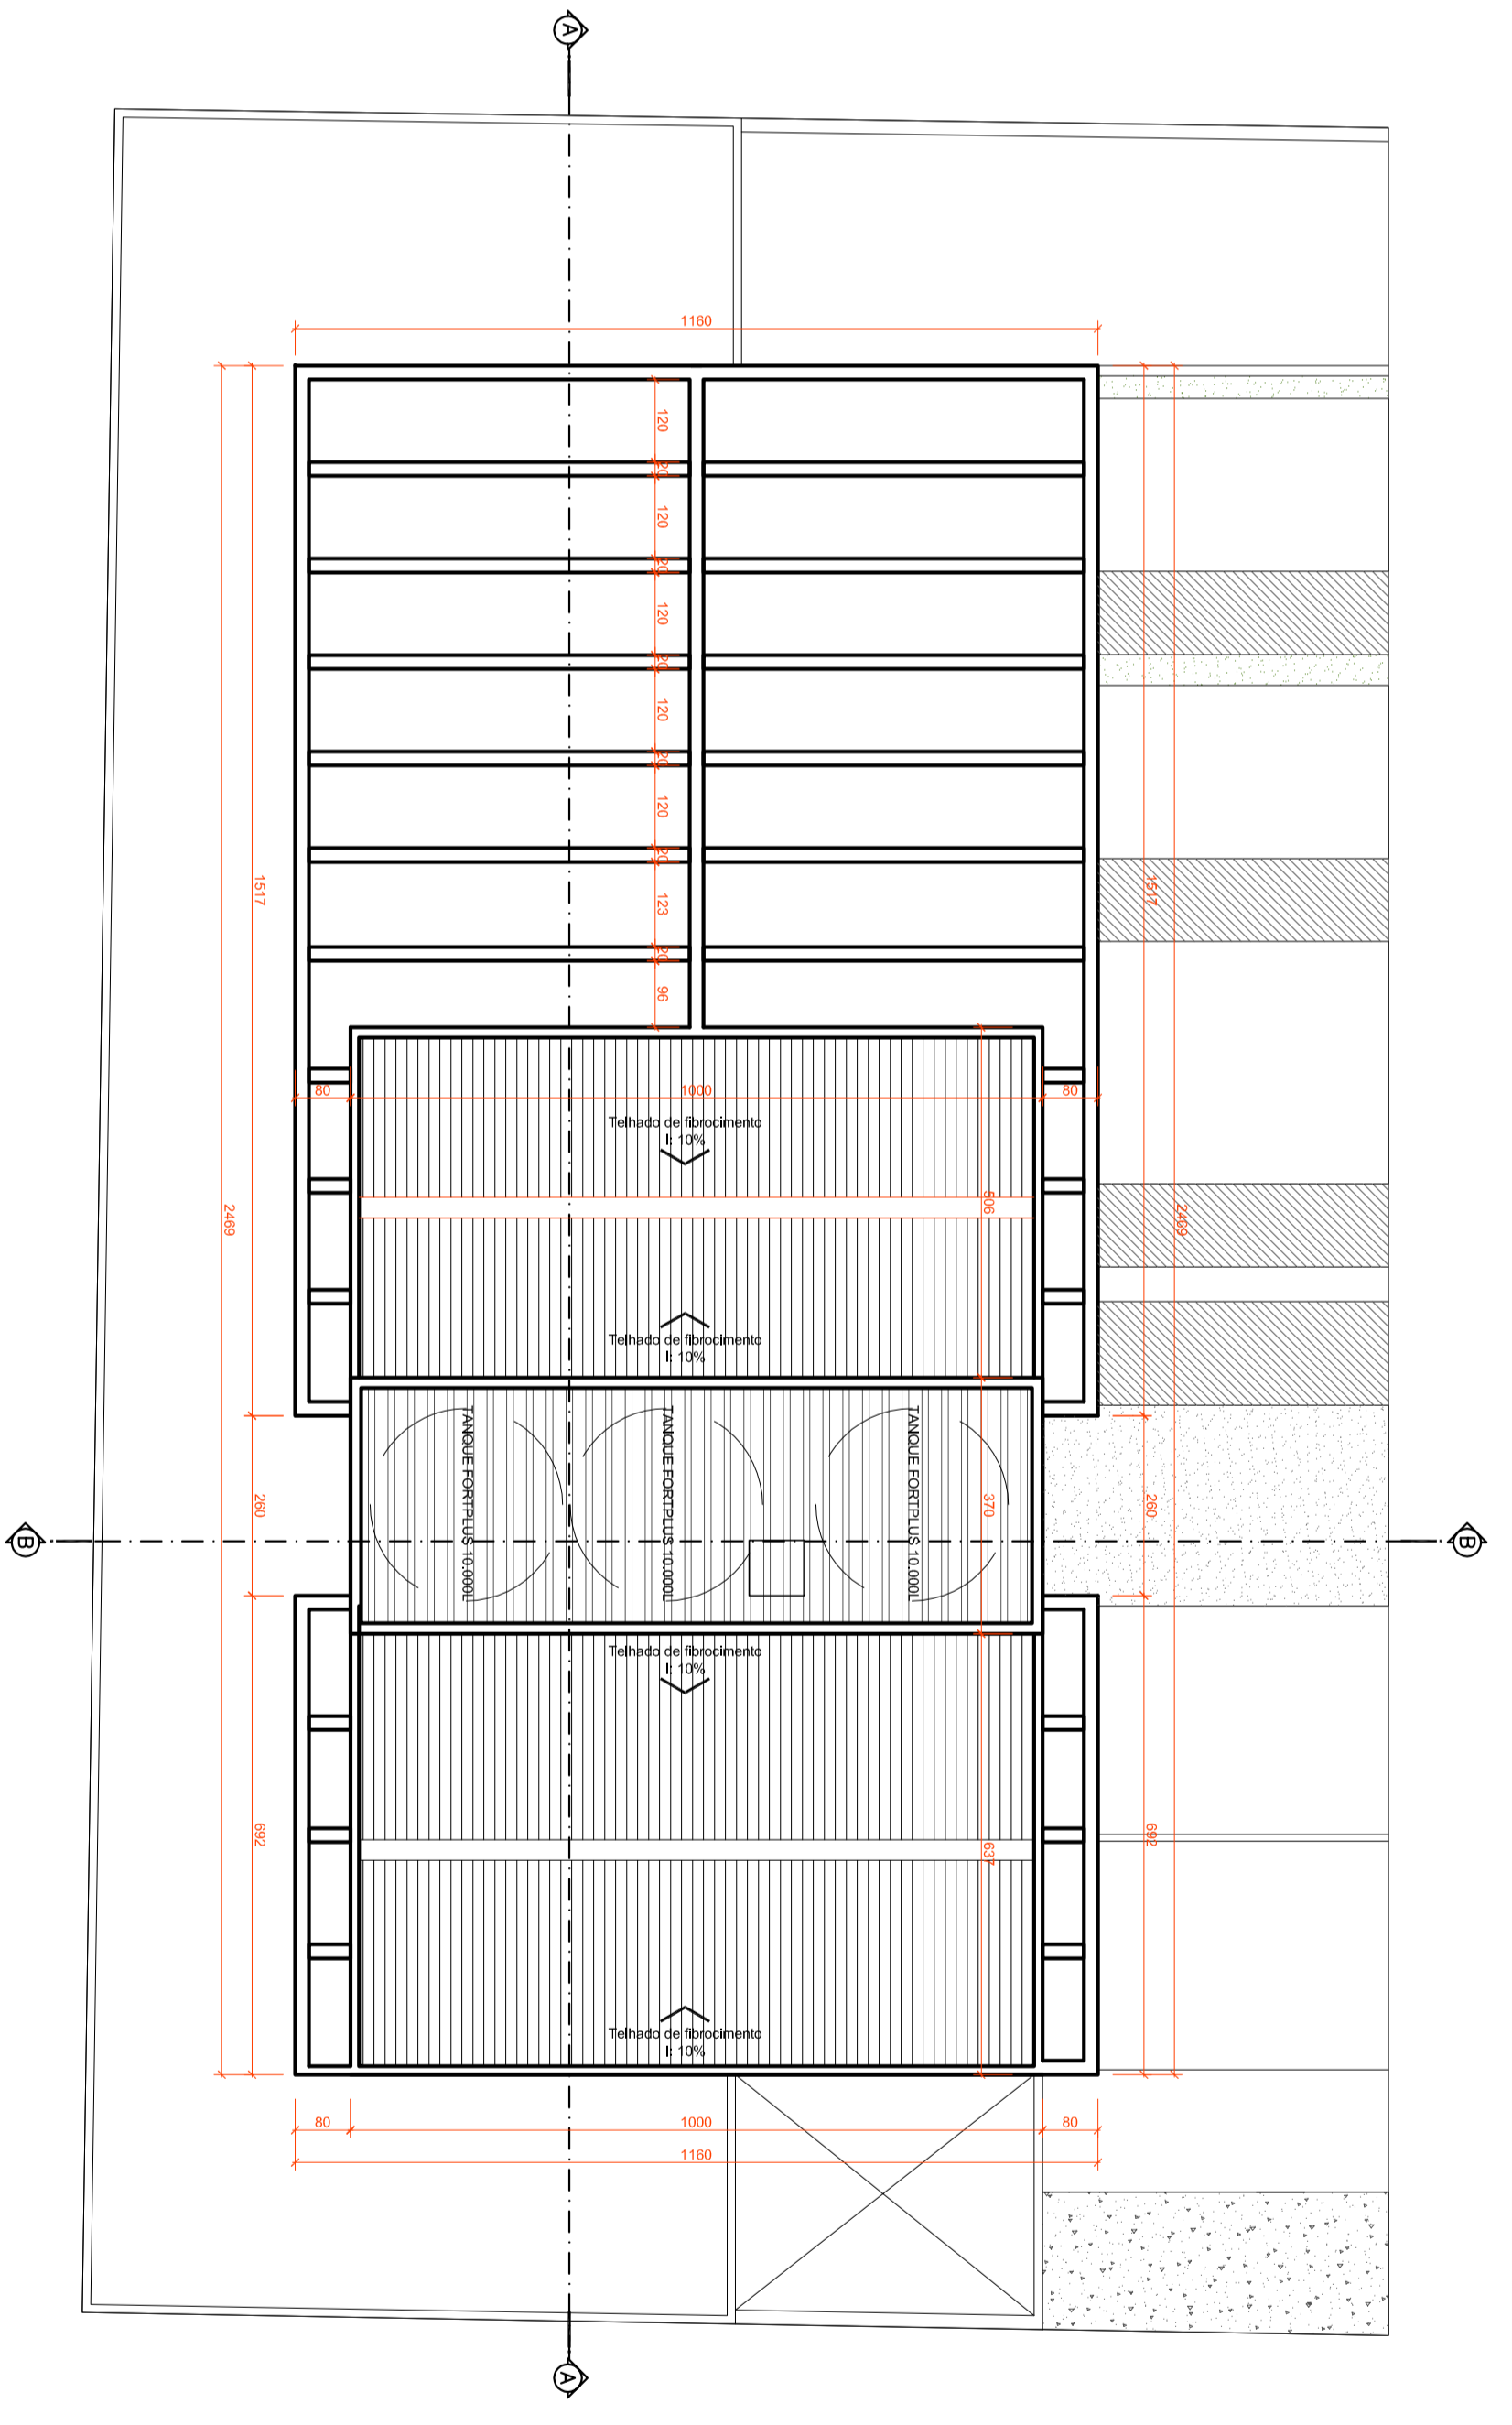 A
1160
120
20
120
20
120
20
120
20
120
20
123
20
96
1517
1517
2469
2469
80
1000
80
Telhado de fibrocimento
I: 10%
506
Telhado de fibrocimento
I: 10%
TANQUE FORTPLUS 10.000L
TANQUE FORTPLUS 10.000L
TANQUE FORTPLUS 10.000L
260
370
260
B
B
Telhado de fibrocimento
I: 10%
692
637
692
Telhado de fibrocimento
I: 10%
80
1000
80
1160
A